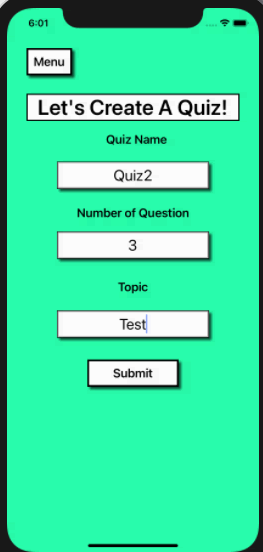 6:01
Menu
Let's Create A Quiz!
Quiz Name
Quiz2
Number of Question
3
Topic
Test
Submit